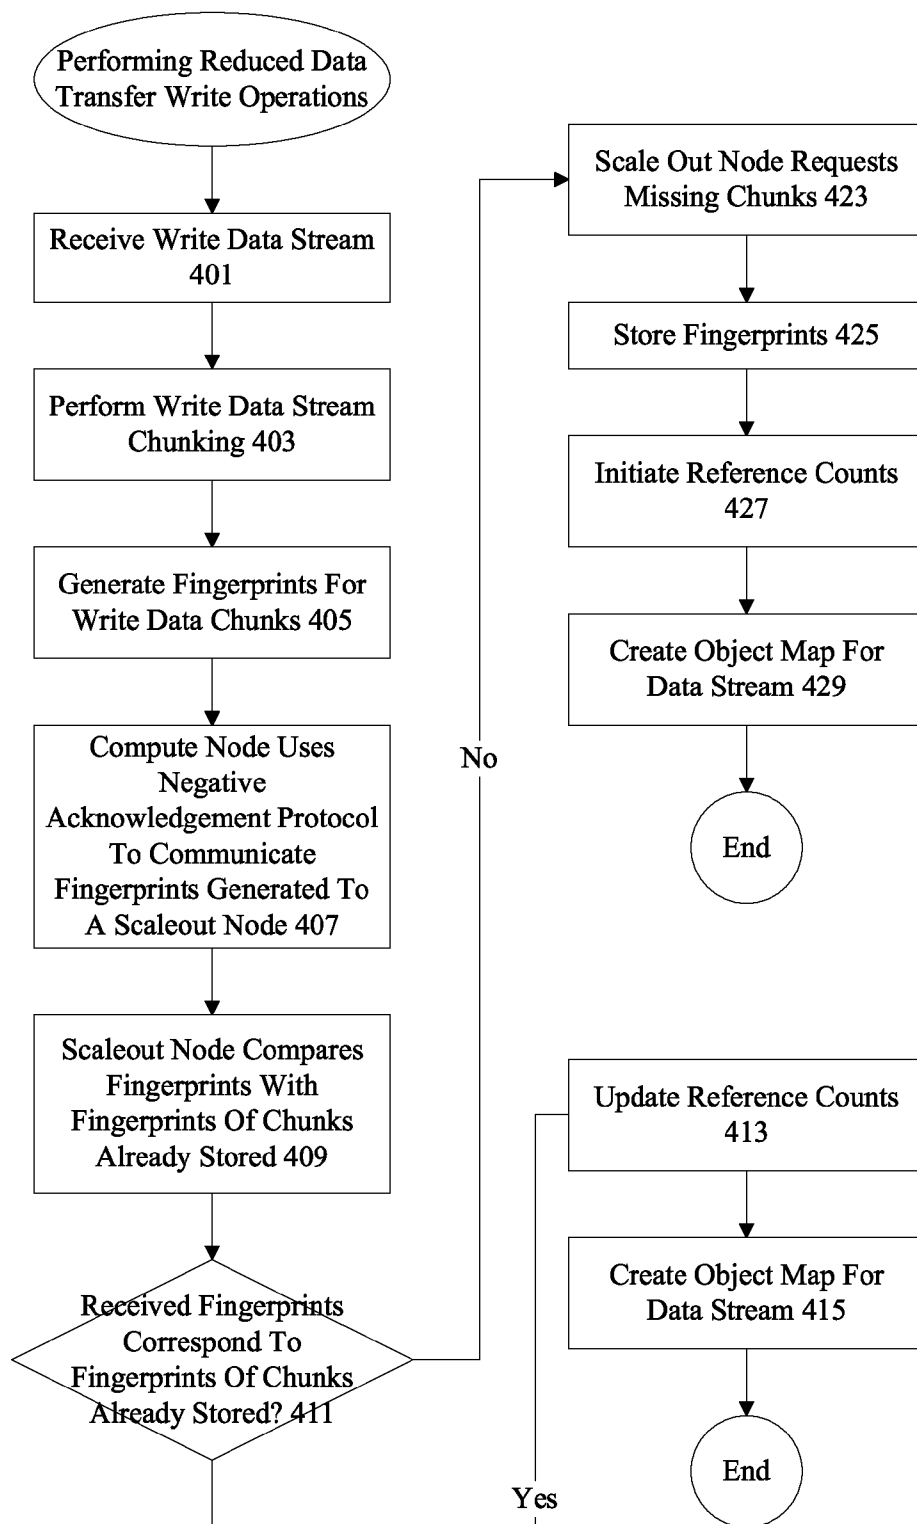 Performing Reduced Data
Transfer Write Operations
Receive Write Data Stream
401
Perform Write Data Stream
Chunking 403
Generate Fingerprints For
Write Data Chunks 405
Compute Node Uses
Negative
Acknowledgement Protocol
To Communicate
Fingerprints Generated To
A Scaleout Node 407
Scaleout Node Compares
Fingerprints With
Fingerprints Of Chunks
Already Stored 409
Received Fingerprints
Correspond To
Fingerprints Of Chunks
Already Stored? 411
No
Scale Out Node Requests
Missing Chunks 423
Store Fingerprints 425
Initiate Reference Counts
427
Create Object Map For
Data Stream 429
End
Yes
Update Reference Counts
413
Create Object Map For
Data Stream 415
End